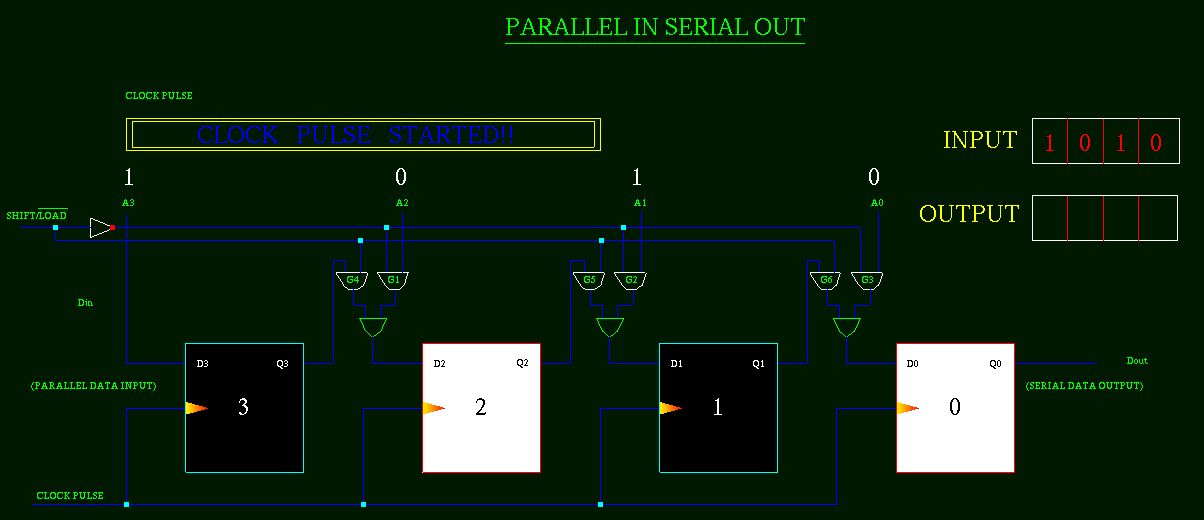 PARALLEL IN SERIAL OUT
CLOCK PULSE
CLOCK PULSE STARTED!!
INPUT 1 0 1 0
1 0 1 0
A3 A2 A1 A0
SHIFT/LOAD
OUTPUT
G4 G1 G5 G2 G6 G3
Din
D3 Q3 D2 Q2 D1 Q1 D0 Q0 Dout
(PARALLEL DATA INPUT) (SERIAL DATA OUTPUT)
3 2 1 0
CLOCK PULSE